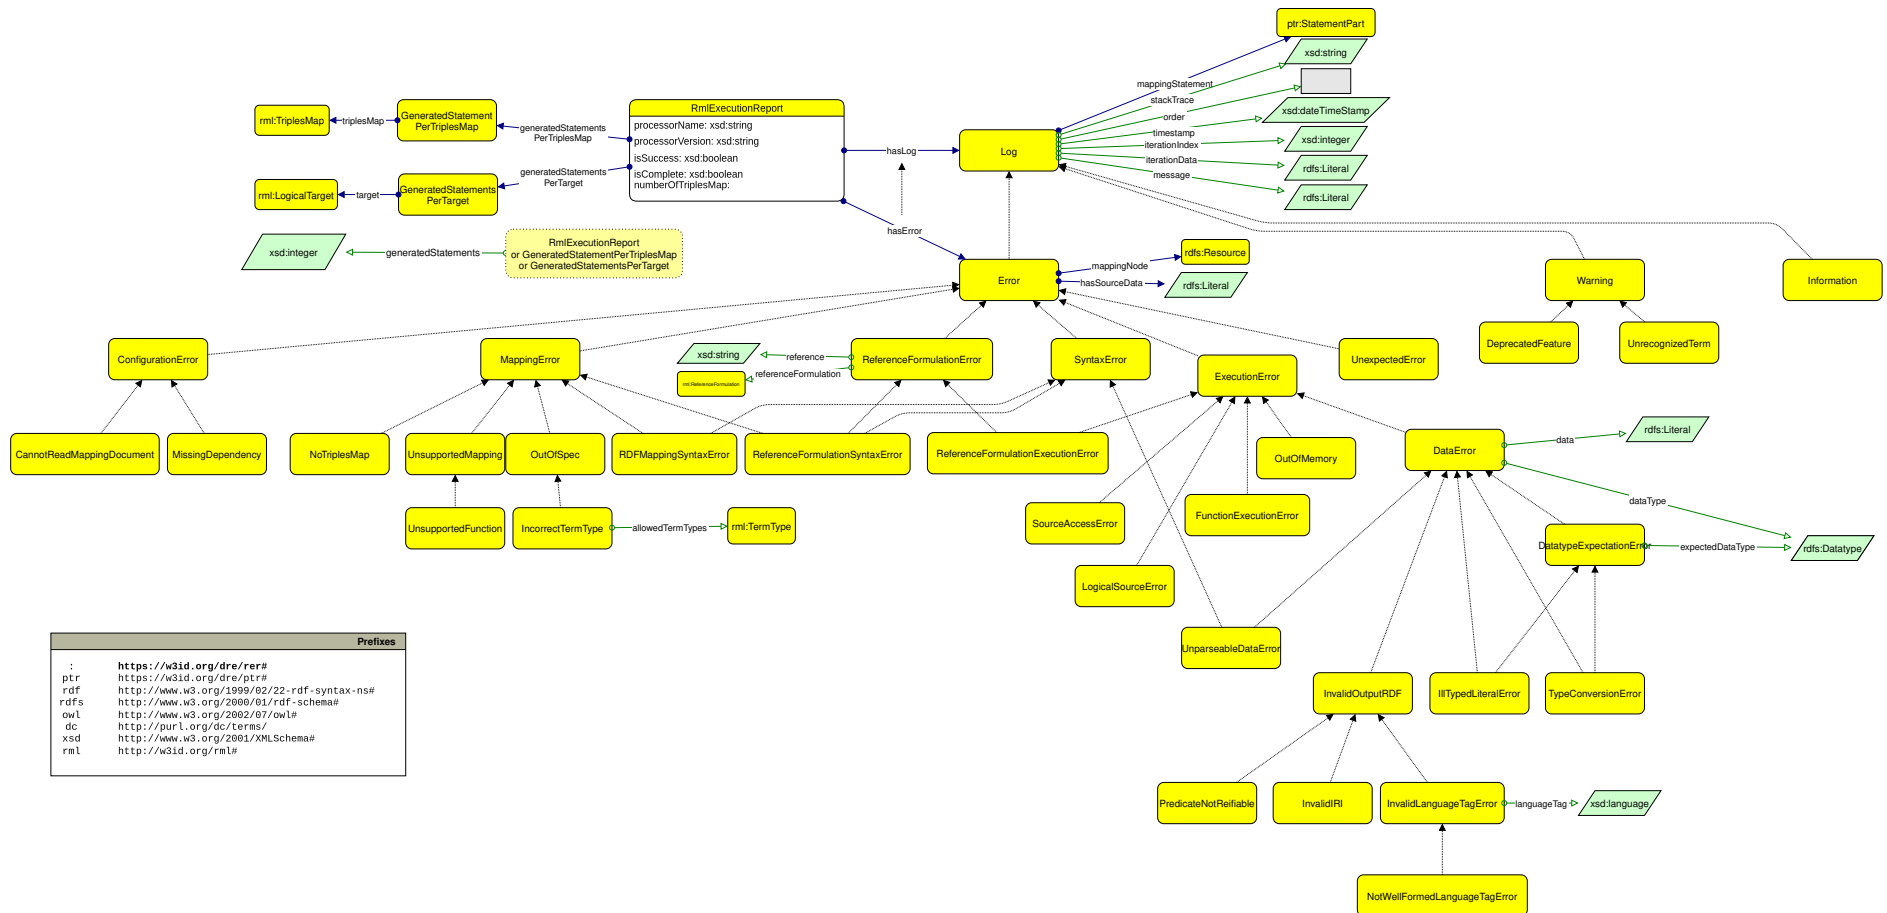 ptr:StatementPart
xsd:string
mappingStatement
stackTrace
order
xsd:dateTimeStamp
timestamp
iterationIndex
xsd:integer
iterationData
rdfs:Literal
message
rdfs:Literal
rml:TriplesMap
triplesMap
GeneratedStatement
PerTriplesMap
generatedStatements
PerTriplesMap
RmlExecutionReport
processorName: xsd:string
processorVersion: xsd:string
isSuccess: xsd:boolean
isComplete: xsd:boolean
numberOfTriplesMap:
hasLog
Log
rml:LogicalTarget
target
GeneratedStatements
PerTarget
generatedStatements
PerTarget
hasError
xsd:integer
generatedStatements
RmlExecutionReport
or GeneratedStatementPerTriplesMap
or GeneratedStatementsPerTarget
Error
mappingNode
rdfs:Resource
hasSourceData
rdfs:Literal
Warning
Information
ConfigurationError
MappingError
xsd:string
reference
rml:ReferenceFormulation
referenceFormulation
ReferenceFormulationError
SyntaxError
ExecutionError
UnexpectedError
DeprecatedFeature
UnrecognizedTerm
CannotReadMappingDocument
MissingDependency
NoTriplesMap
UnsupportedMapping
OutOfSpec
RDFMappingSyntaxError
ReferenceFormulationSyntaxError
ReferenceFormulationExecutionError
OutOfMemory
DataError
data
rdfs:Literal
UnsupportedFunction
IncorrectTermType
allowedTermTypes
rml:TermType
SourceAccessError
FunctionExecutionError
dataType
DatatypeExpectationError
expectedDataType
rdfs:Datatype
LogicalSourceError
UnparseableDataError
InvalidOutputRDF
IllTypedLiteralError
TypeConversionError
PredicateNotReifiable
InvalidIRI
InvalidLanguageTagError
languageTag
xsd:language
NotWellFormedLanguageTagError
Prefixes
: https://w3id.org/dre/rer#
ptr https://w3id.org/dre/ptr#
rdf http://www.w3.org/1999/02/22-rdf-syntax-ns#
rdfs http://www.w3.org/2000/01/rdf-schema#
owl http://www.w3.org/2002/07/owl#
dc http://purl.org/dc/terms/
xsd http://www.w3.org/2001/XMLSchema#
rml http://w3id.org/rml#